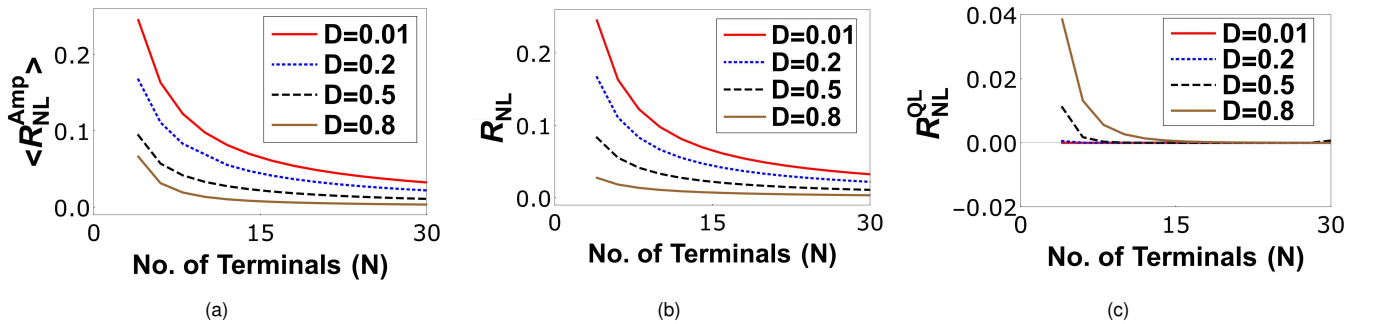 <R_NL^Amp>
0.2
0.1
0.0
0
15
30
D=0.01
D=0.2
D=0.5
D=0.8
No. of Terminals (N)
(a)
R_NL
0.2
0.1
0.0
0
15
30
D=0.01
D=0.2
D=0.5
D=0.8
No. of Terminals (N)
(b)
R_NL^QL
0.04
0.02
0.00
−0.02
0
15
30
D=0.01
D=0.2
D=0.5
D=0.8
No. of Terminals (N)
(c)